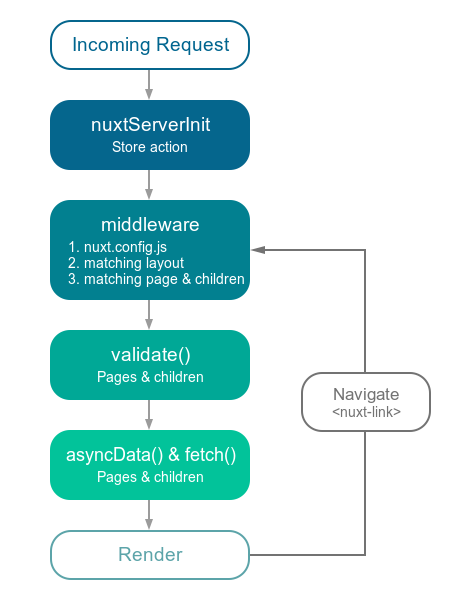 Incoming Request
nuxtServerInit
Store action
middleware
1. nuxt.config.js
2. matching layout
3. matching page & children
validate()
Pages & children
Navigate
<nuxt-link>
asyncData() & fetch()
Pages & children
Render